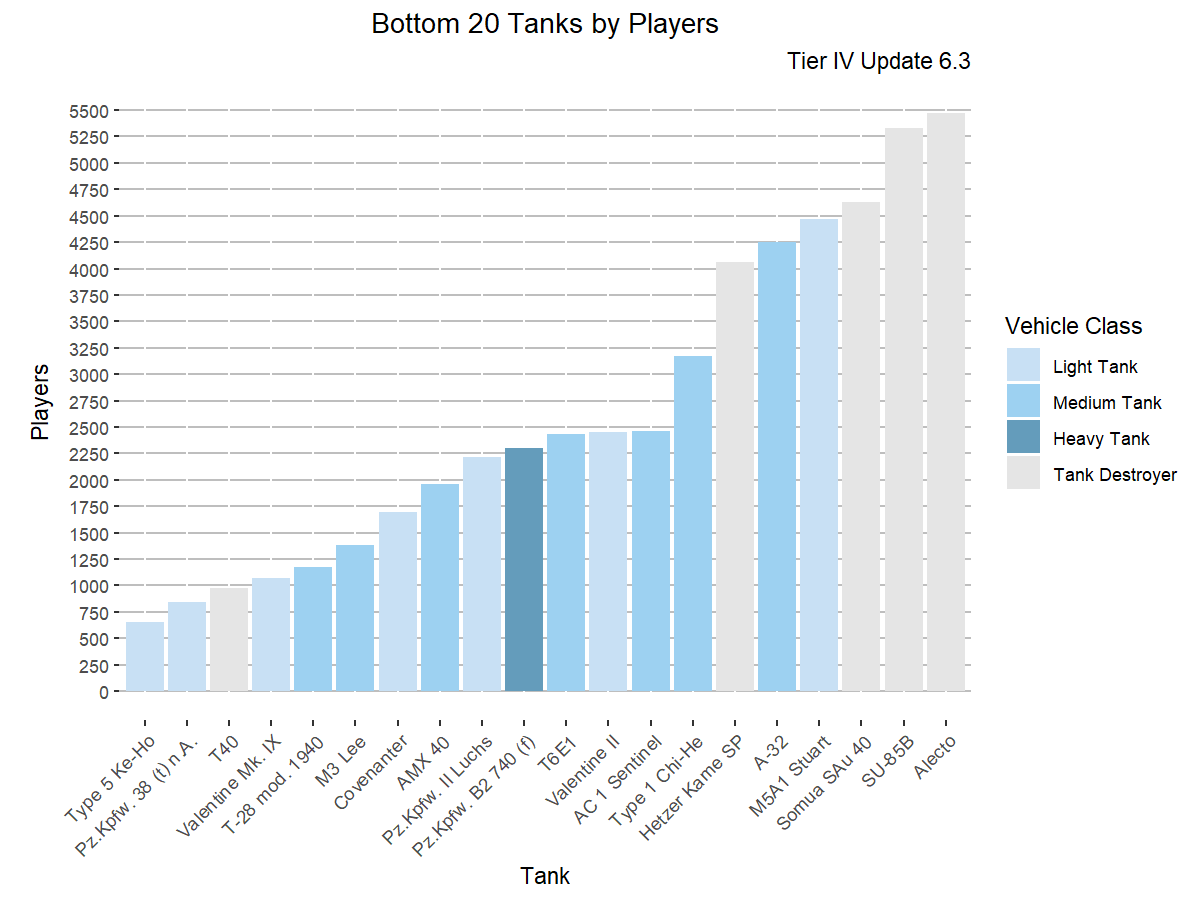 Bottom 20 Tanks by Players
Tier IV Update 6.3
5500
5250
5000
4750
4500
4250
4000
3750
3500
3250
3000
2750
2500
2250
2000
1750
1500
1250
1000
750
500
250
0
Players
Type 5 Ke-Ho
Pz.Kpfw. 38 (t) n.A.
T40
Valentine Mk. IX
T-28 mod. 1940
M3 Lee
Covenanter
AMX 40
Pz.Kpfw. II Luchs
Pz.Kpfw. B2 740 (f)
T6E1
Valentine II
AC 1 Sentinel
Type 1 Chi-He
Hetzer Kame SP
A-32
M5A1 Stuart
Somua SAu 40
SU-85B
Alecto
Tank
Vehicle Class
Light Tank
Medium Tank
Heavy Tank
Tank Destroyer